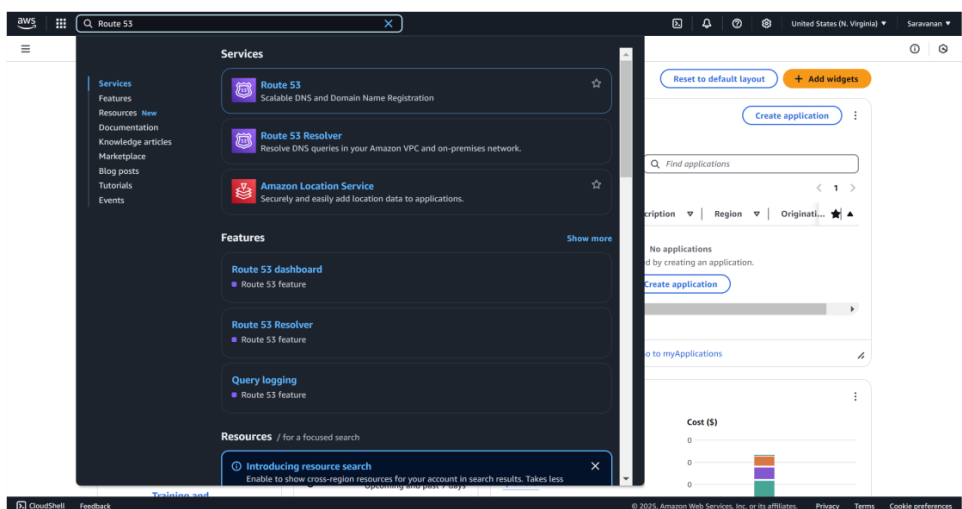 aws
Route 53
United States (N. Virginia)
Saravanan
Reset to default layout
+ Add widgets
Create application
Find applications
1
cription
Region
Originati...
No applications
d by creating an application.
Create application
o to myApplications
Cost ($)
0
0
0
Services
Features
Resources New
Documentation
Knowledge articles
Marketplace
Blog posts
Tutorials
Events
Services
Route 53
Scalable DNS and Domain Name Registration
Route 53 Resolver
Resolve DNS queries in your Amazon VPC and on-premises network.
Amazon Location Service
Securely and easily add location data to applications.
Features
Show more
Route 53 dashboard
Route 53 feature
Route 53 Resolver
Route 53 feature
Query logging
Route 53 feature
Resources / for a focused search
Introducing resource search
Enable to show cross-region resources for your account in search results. Takes less
Training and
Upcoming and past 7 days
CloudShell
Feedback
© 2025, Amazon Web Services, Inc. or its affiliates.
Privacy
Terms
Cookie preferences